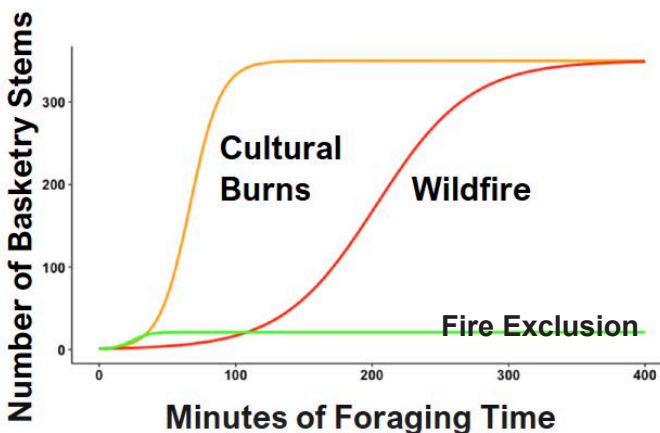 Number of Basketry Stems
300
200
100
0
Cultural
Burns
Wildfire
Fire Exclusion
0 100 200 300 400
Minutes of Foraging Time